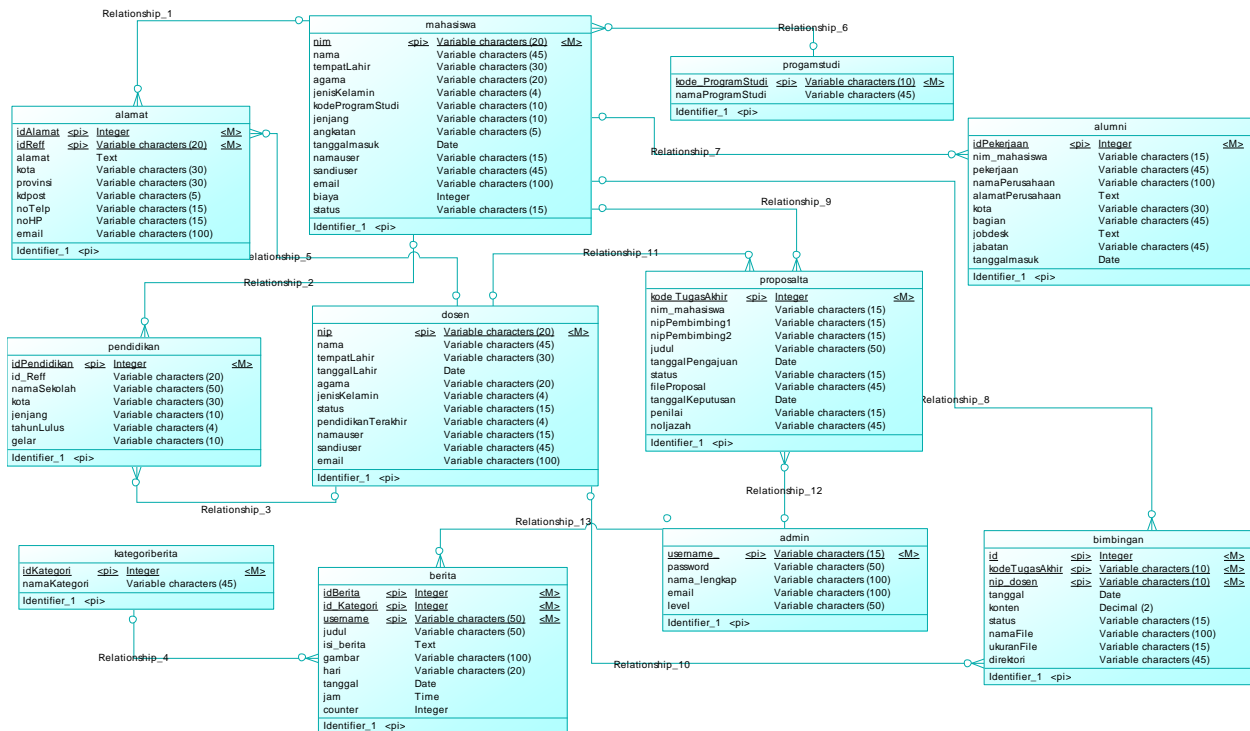 Relationship_1
mahasiswa
nim <pi> Variable characters (20) <M>
nama Variable characters (45)
tempatLahir Variable characters (30)
agama Variable characters (20)
jenisKelamin Variable characters (4)
kodeProgramStudi Variable characters (10)
jenjang Variable characters (10)
angkatan Variable characters (5)
tanggalmasuk Date
namauser Variable characters (15)
sandiuser Variable characters (45)
email Variable characters (100)
biaya Integer
status Variable characters (15)
Identifier_1 <pi>
Relationship_6
progamstudi
kode_ProgramStudi <pi> Variable characters (10) <M>
namaProgramStudi Variable characters (45)
Identifier_1 <pi>
alamat
idAlamat <pi> Integer <M>
idReff <pi> Variable characters (20) <M>
alamat Text
kota Variable characters (30)
provinsi Variable characters (30)
kdpost Variable characters (5)
noTelp Variable characters (15)
noHP Variable characters (15)
email Variable characters (100)
Identifier_1 <pi>
alumni
idPekerjaan <pi> Integer <M>
nim_mahasiswa Variable characters (15)
pekerjaan Variable characters (45)
namaPerusahaan Variable characters (100)
alamatPerusahaan Text
kota Variable characters (30)
bagian Variable characters (45)
jobdesk Text
jabatan Variable characters (45)
tanggalmasuk Date
Identifier_1 <pi>
Relationship_7
Relationship_9
Relationship_11
elationship_5
Relationship_2
proposalta
kode TugasAkhir <pi> Integer <M>
nim_mahasiswa Variable characters (15)
nipPembimbing1 Variable characters (15)
nipPembimbing2 Variable characters (15)
judul Variable characters (50)
tanggalPengajuan Date
status Variable characters (15)
fileProposal Variable characters (45)
tanggalKeputusan Date
penilai Variable characters (15)
noIjazah Variable characters (45)
Identifier_1 <pi>
dosen
nip <pi> Variable characters (20) <M>
nama Variable characters (45)
tempatLahir Variable characters (30)
tanggalLahir Date
agama Variable characters (20)
jenisKelamin Variable characters (4)
status Variable characters (15)
pendidikanTerakhir Variable characters (4)
namauser Variable characters (15)
sandiuser Variable characters (45)
email Variable characters (100)
Identifier_1 <pi>
pendidikan
idPendidikan <pi> Integer <M>
id_Reff Variable characters (20)
namaSekolah Variable characters (50)
kota Variable characters (30)
jenjang Variable characters (10)
tahunLulus Variable characters (4)
gelar Variable characters (10)
Identifier_1 <pi>
Relationship_8
Relationship_12
Relationship_3
Relationship_13
admin
username_ <pi> Variable characters (15) <M>
password Variable characters (50)
nama_lengkap Variable characters (100)
email Variable characters (100)
level Variable characters (50)
Identifier_1 <pi>
bimbingan
id <pi> Integer <M>
kodeTugasAkhir <pi> Variable characters (10) <M>
nip_dosen <pi> Variable characters (10) <M>
tanggal Date
konten Decimal (2)
status Variable characters (15)
namaFile Variable characters (100)
ukuranFile Variable characters (15)
direktori Variable characters (45)
Identifier_1 <pi>
kategoriberita
idKategori <pi> Integer <M>
namaKategori Variable characters (45)
Identifier_1 <pi>
berita
idBerita <pi> Integer <M>
id_Kategori <pi> Integer <M>
username <pi> Variable characters (50) <M>
judul Variable characters (50)
isi_berita Text
gambar Variable characters (100)
hari Variable characters (20)
tanggal Date
jam Time
counter Integer
Identifier_1 <pi>
Relationship_4
Relationship_10